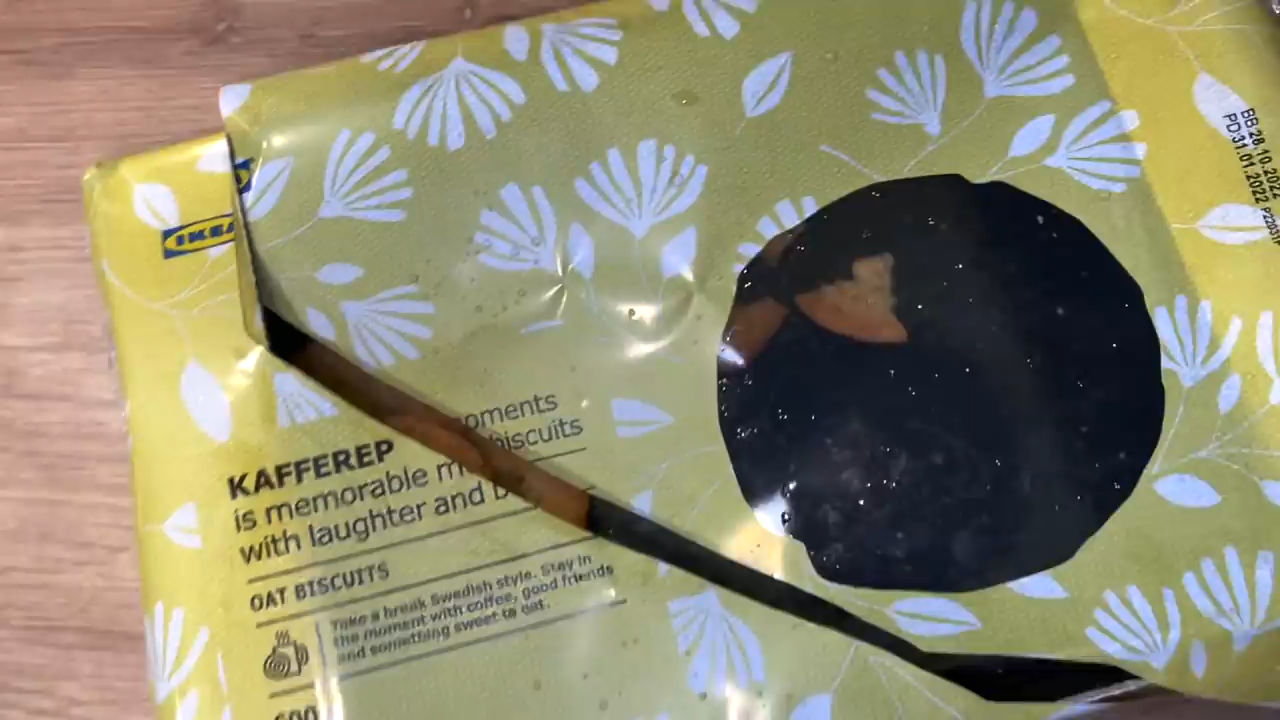 BB:28.10.2022
PD:31.01.2022
IKEA
KAFFEREP
oments
is memorable m biscuits
with laughter and b
OAT BISCUITS
Take a break Swedish style. Stay in
the moment with coffee, good friends
and something sweet to eat.
600